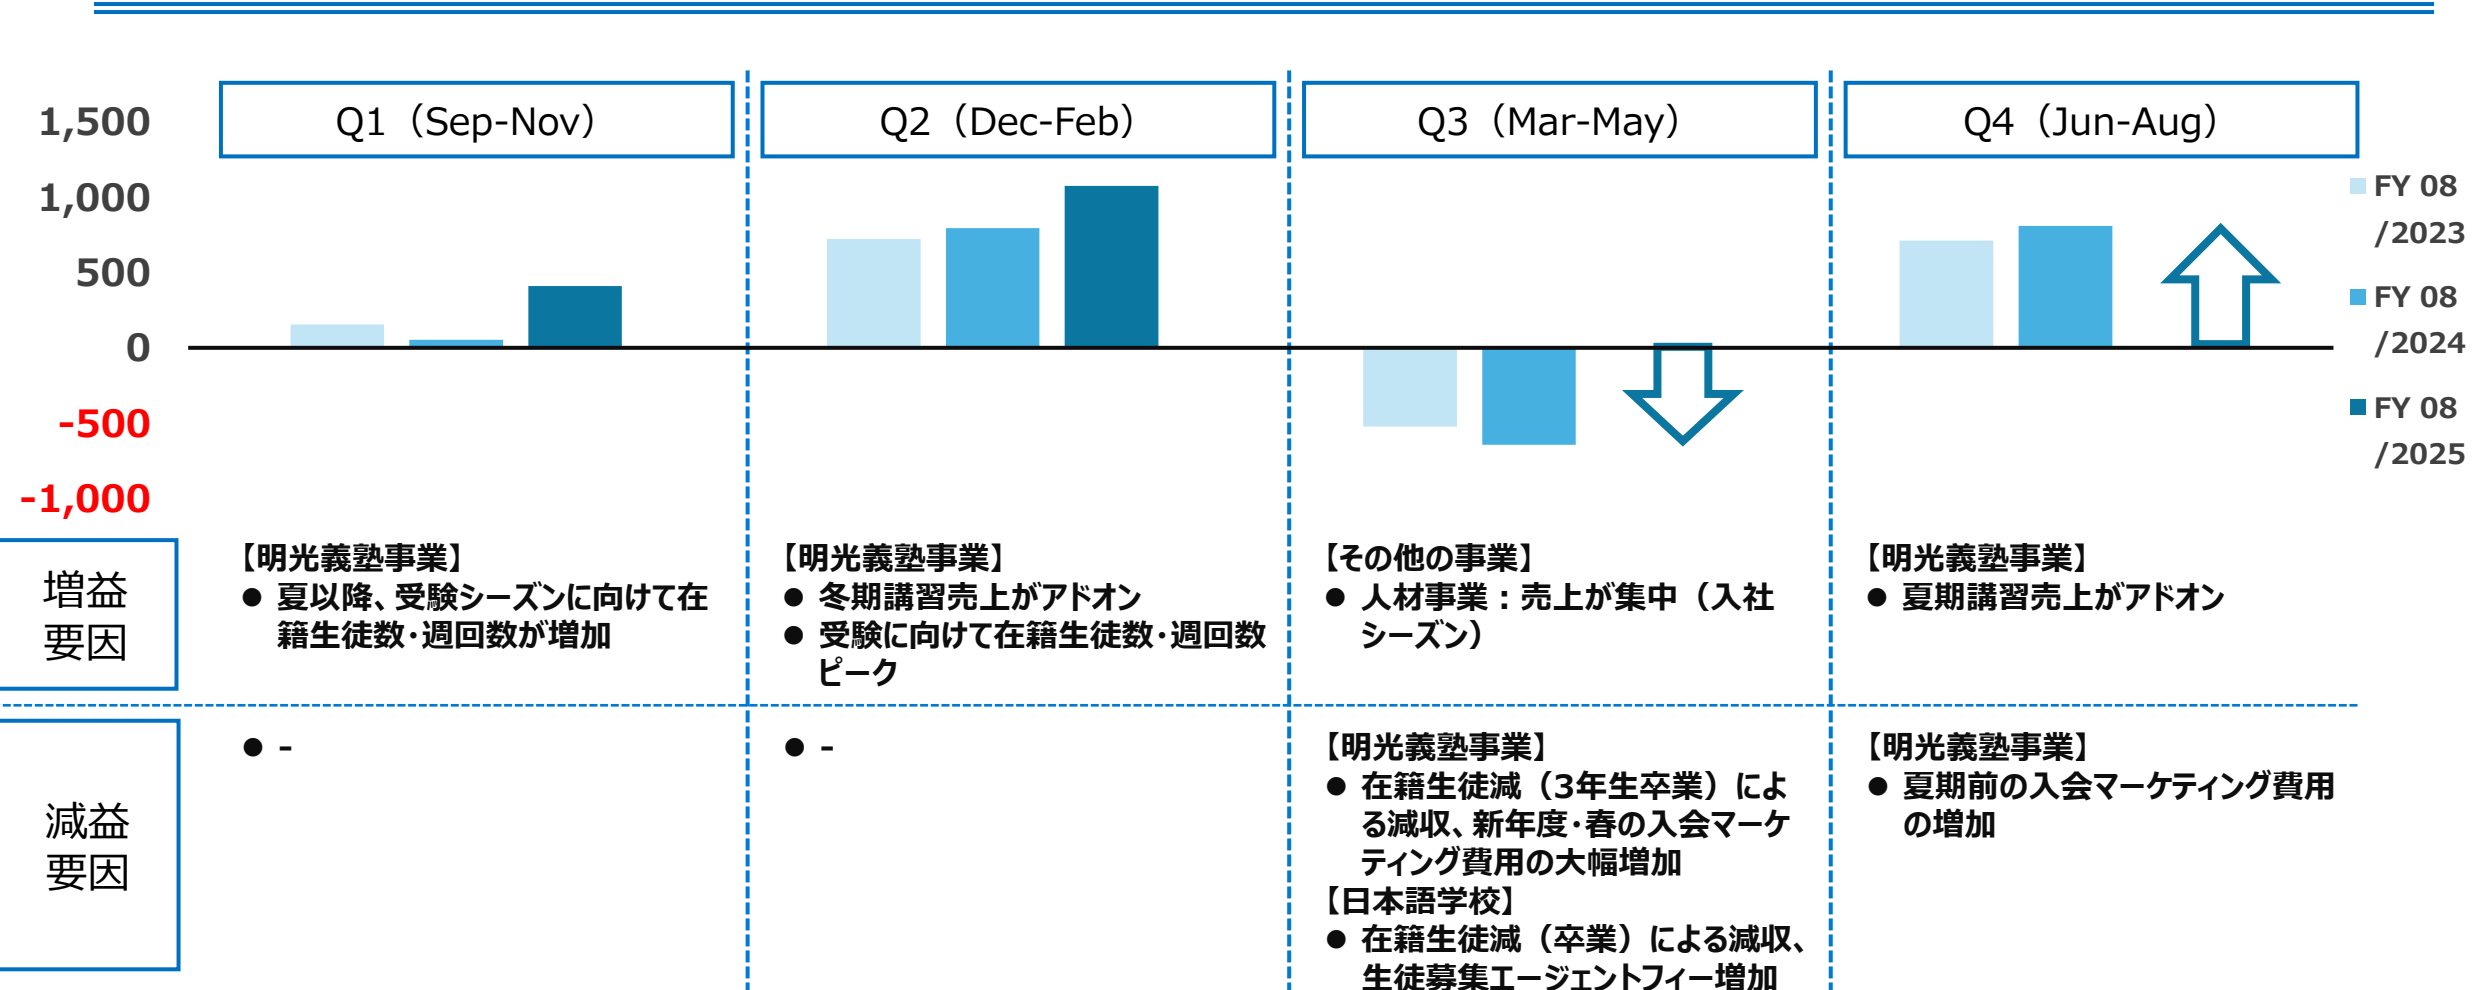 Q1（Sep-Nov）
Q2（Dec-Feb）
Q3（Mar-May）
Q4（Jun-Aug）
1,500
1,000
500
0
-500
-1,000
FY 08
/2023
FY 08
/2024
FY 08
/2025
増益
要因
【明光義塾事業】
● 夏以降、受験シーズンに向けて在
籍生徒数・週回数が増加
【明光義塾事業】
● 冬期講習売上がアドオン
● 受験に向けて在籍生徒数・週回数
ピーク
【その他の事業】
● 人材事業：売上が集中（入社
シーズン）
【明光義塾事業】
● 夏期講習売上がアドオン
減益
要因
● -
● -
【明光義塾事業】
● 在籍生徒減（3年生卒業）によ
る減収、新年度・春の入会マーケ
ティング費用の大幅増加
【日本語学校】
● 在籍生徒減（卒業）による減収、
生徒募集エージェントフィー増加
【明光義塾事業】
● 夏期前の入会マーケティング費用
の増加